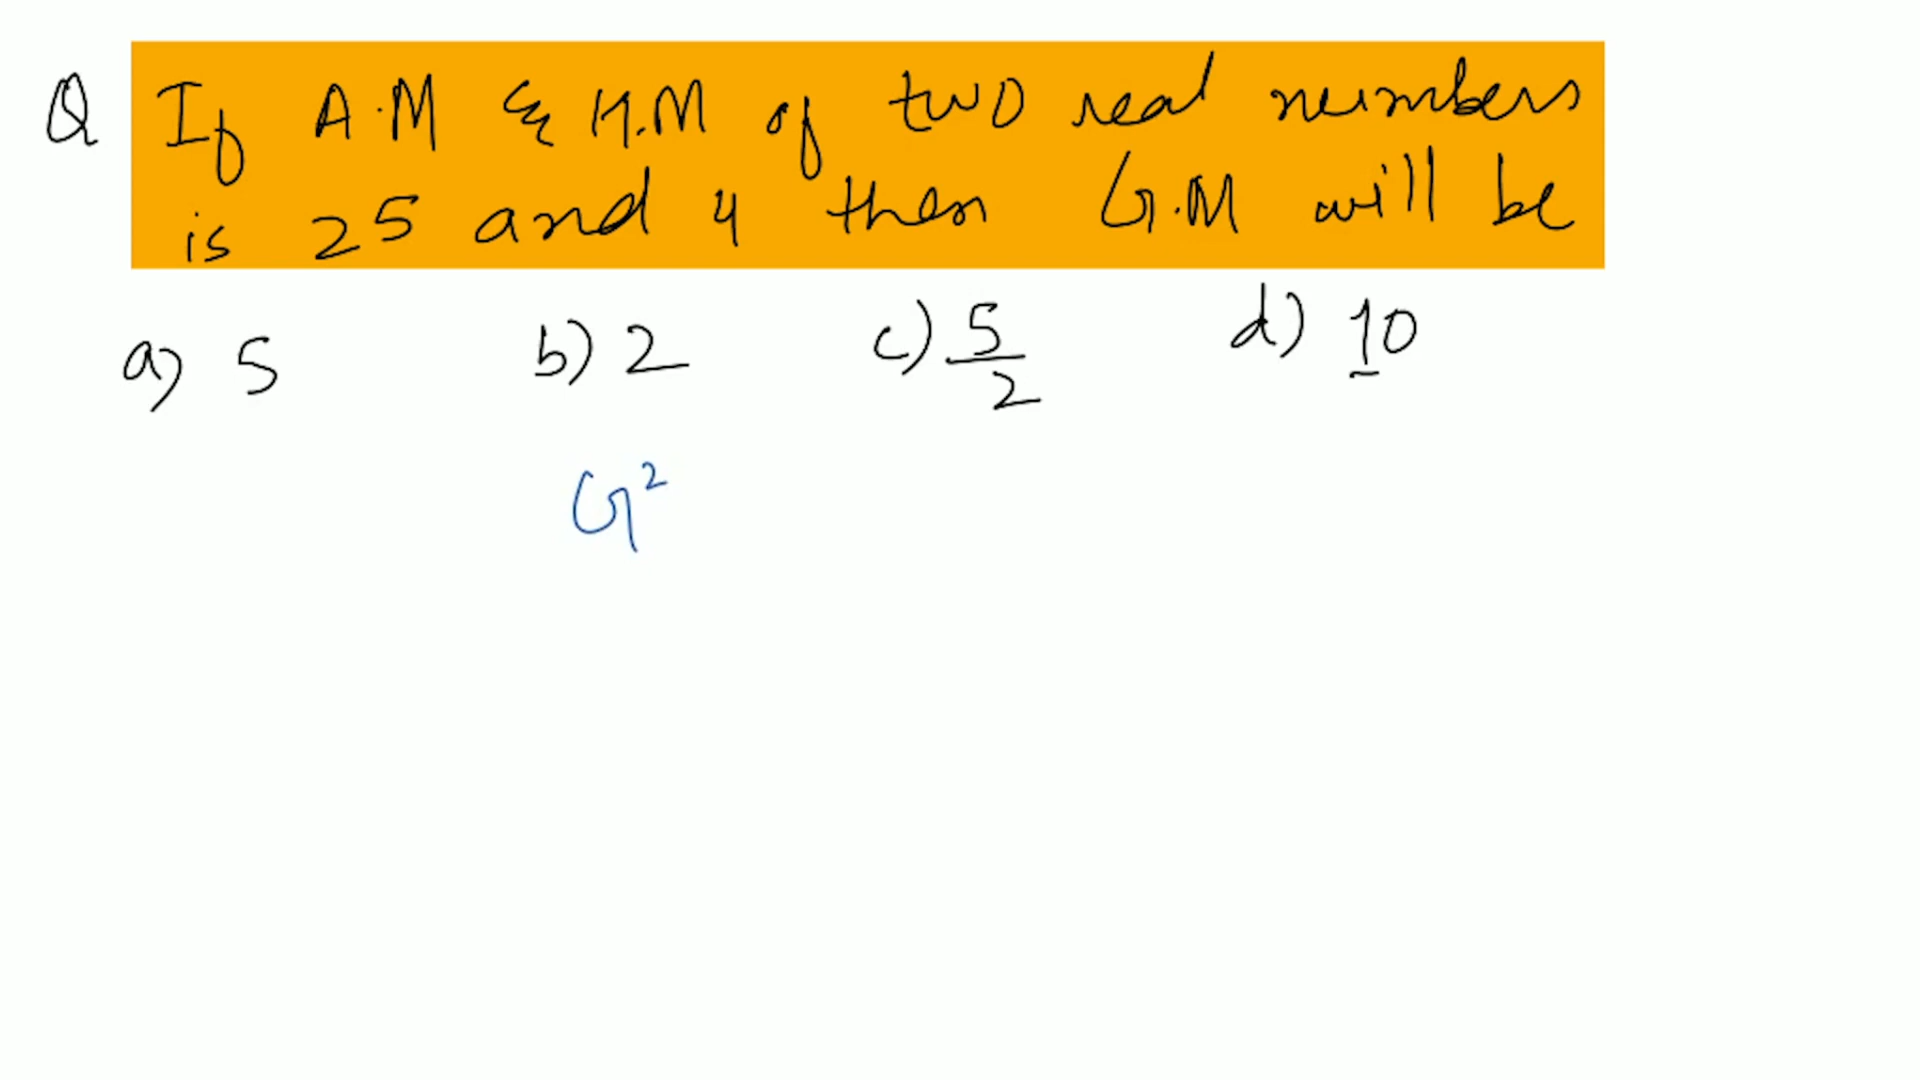 Q If A.M & H.M of two real numbers
is 25 and 4 then G.M will be
a) 5 b) 2 c) 5/2 d) 10
G²